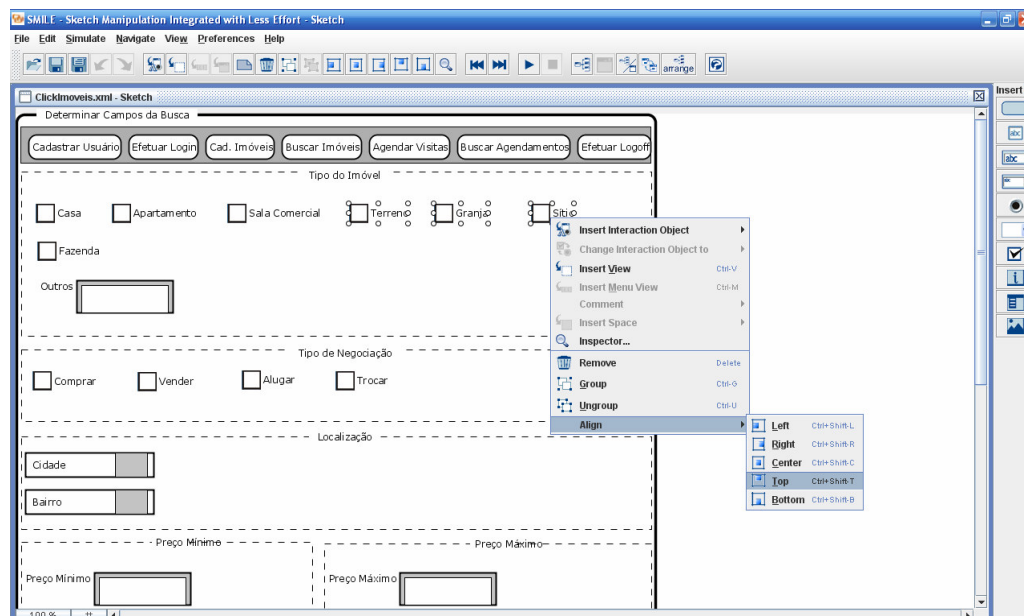 SMILE - Sketch Manipulation Integrated with Less Effort - Sketch
File Edit Simulate Navigate View Preferences Help
arrange
ClickImoveis.xml - Sketch
Insert
Determinar Campos da Busca
Cadastrar Usuário Efetuar Login Cad. Imóveis Buscar Imóveis Agendar Visitas Buscar Agendamentos Efetuar Logoff
Tipo do Imóvel
Casa Apartamento Sala Comercial Terreno Granja Sítio
Fazenda
Outros
Insert Interaction Object
Change Interaction Object to
Insert View Ctrl-V
Insert Menu View Ctrl-M
Comment
Insert Space
Inspector...
Remove Delete
Group Ctrl-G
Ungroup Ctrl-U
Align
Left Ctrl+Shift-L
Right Ctrl+Shift-R
Center Ctrl+Shift-C
Top Ctrl+Shift-T
Bottom Ctrl+Shift-B
Tipo de Negociação
Comprar Vender Alugar Trocar
Localização
Cidade
Bairro
Preço Mínimo Preço Máximo
Preço Mínimo Preço Máximo
100 %